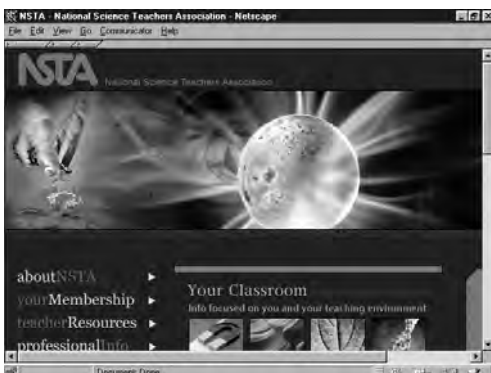 NSTA - National Science Teachers Association - Netscape
File Edit View Go Communicator Help
NSTA National Science Teachers Association
aboutNSTA
yourMembership
teacherResources
professionalInfo
Your Classroom
Info focused on you and your teaching environment
Document: Done